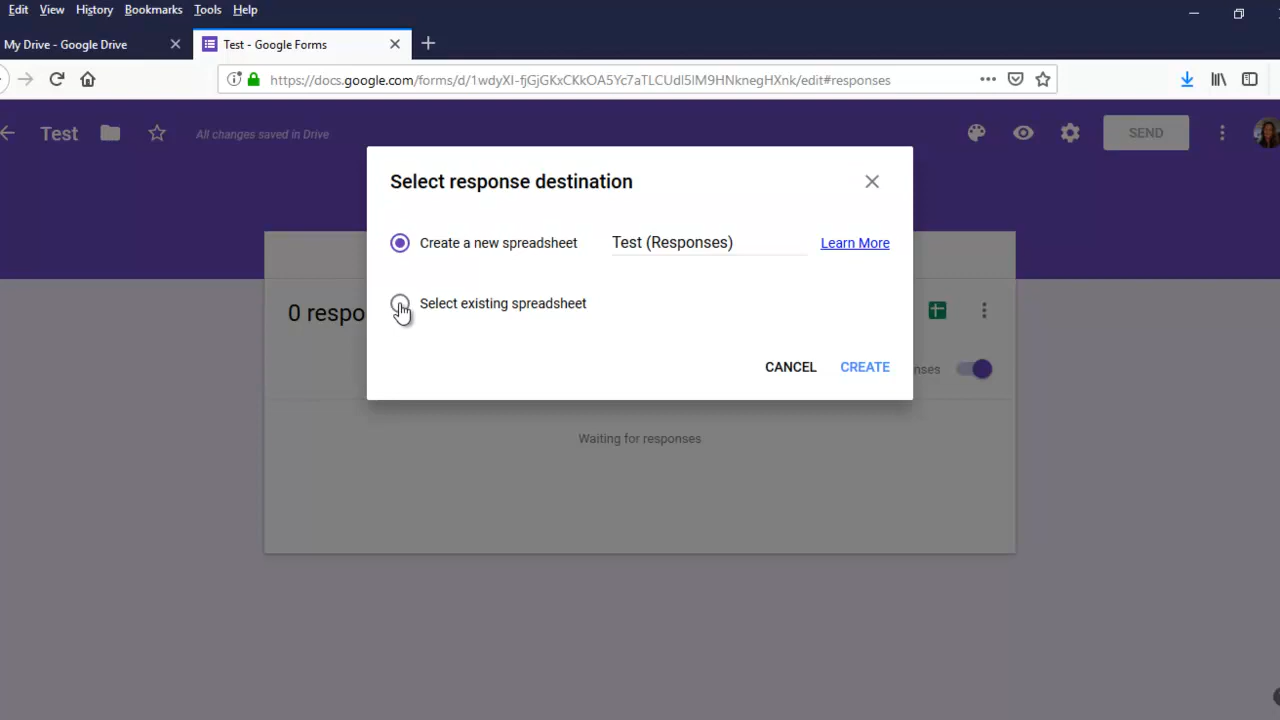 Edit View History Bookmarks Tools Help
My Drive - Google Drive
Test - Google Forms
https://docs.google.com/forms/d/1wdyXI-fjGjGKxCKkOA5Yc7aTLCUdl5lM9HNknegHXnk/edit#responses
Test
All changes saved in Drive
SEND
Select response destination
Create a new spreadsheet Test (Responses) Learn More
0 respo
Select existing spreadsheet
CANCEL CREATE
nses
Waiting for responses